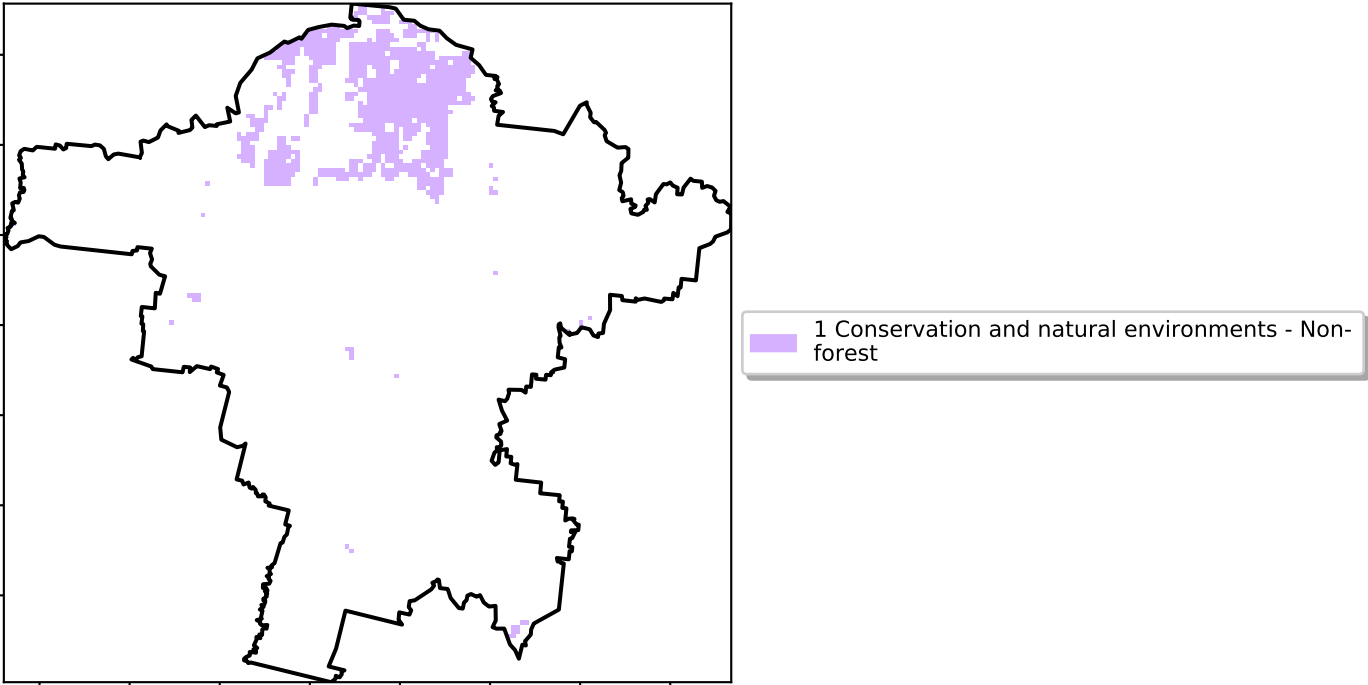 1 Conservation and natural environments - Non-
forest